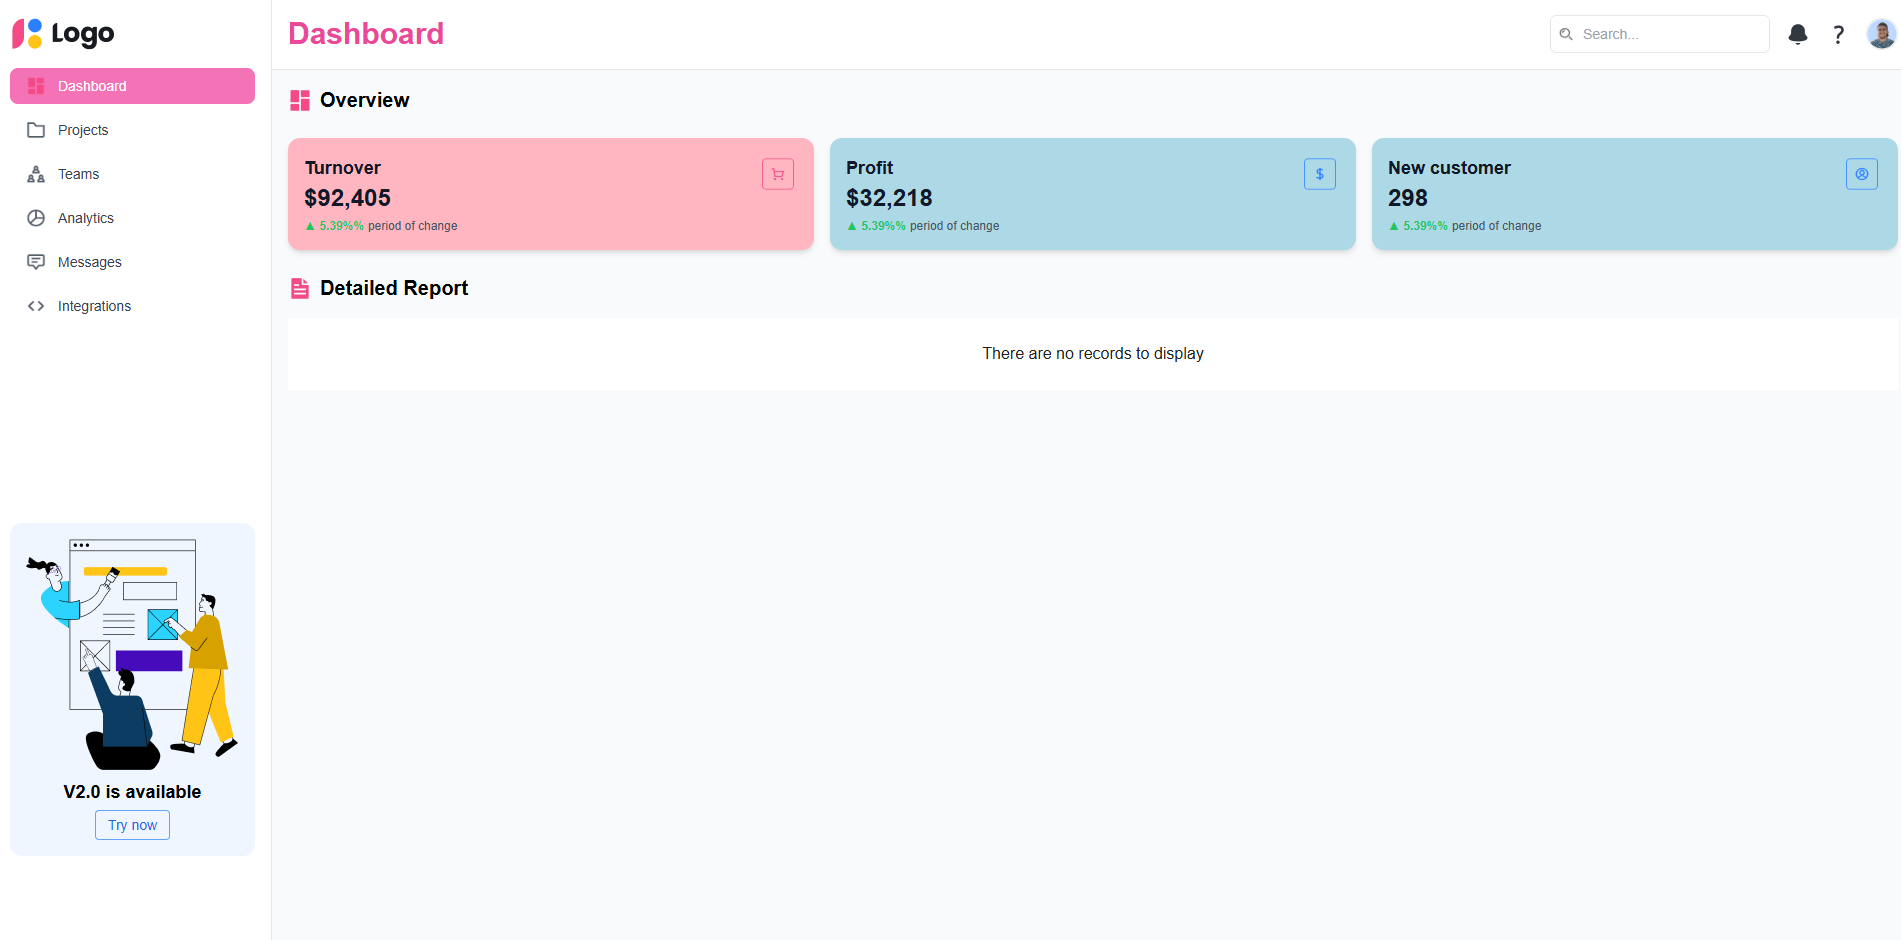 Logo
Dashboard
Search...
Dashboard
Projects
Teams
Analytics
Messages
Integrations
Overview
Turnover
$92,405
▲ 5.39%% period of change
Profit
$32,218
▲ 5.39%% period of change
New customer
298
▲ 5.39%% period of change
Detailed Report
There are no records to display
V2.0 is available
Try now